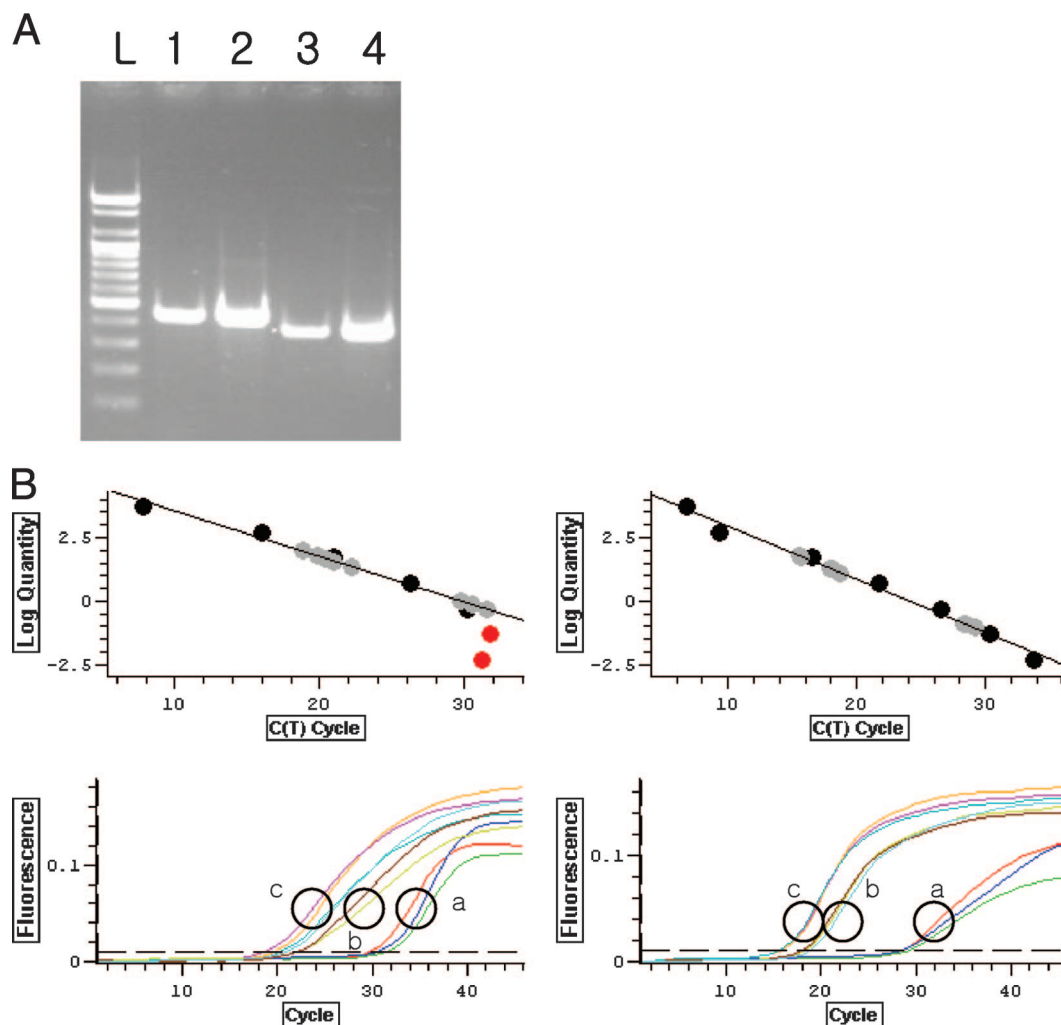 A
L 1 2 3 4
B
Log Quantity
2.5
0
-2.5
10 20 30
C(T) Cycle
Log Quantity
2.5
0
-2.5
10 20 30
C(T) Cycle
Fluorescence
0.1
0
c
b
a
10 20 30 40
Cycle
Fluorescence
0.1
0
c
b
a
10 20 30 40
Cycle